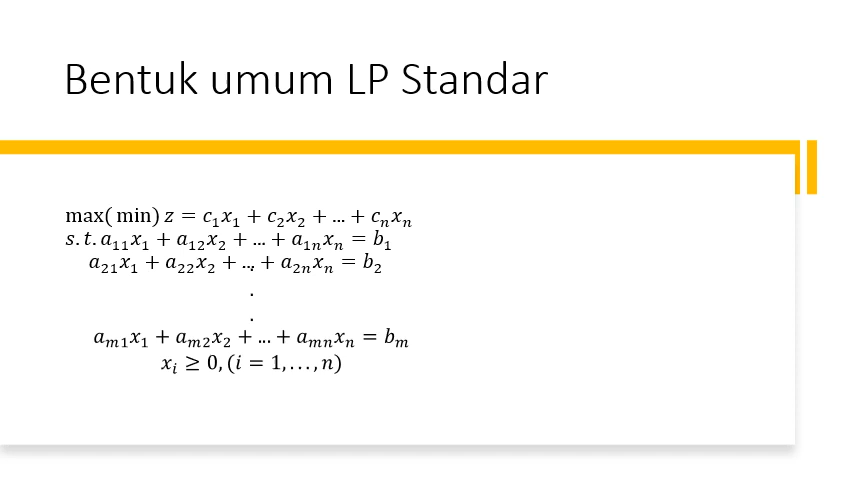 Bentuk umum LP Standar
max( min) 𝑧 = 𝑐₁𝑥₁ + 𝑐₂𝑥₂ + ... + 𝑐ₙ𝑥ₙ
𝑠.𝑡. 𝑎₁₁𝑥₁ + 𝑎₁₂𝑥₂ + ... + 𝑎₁ₙ𝑥ₙ = 𝑏₁
𝑎₂₁𝑥₁ + 𝑎₂₂𝑥₂ + ... + 𝑎₂ₙ𝑥ₙ = 𝑏₂
.
.
.
𝑎ₘ₁𝑥₁ + 𝑎ₘ₂𝑥₂ + ... + 𝑎ₘₙ𝑥ₙ = 𝑏ₘ
𝑥ᵢ ≥ 0, (𝑖 = 1, . . . , 𝑛)